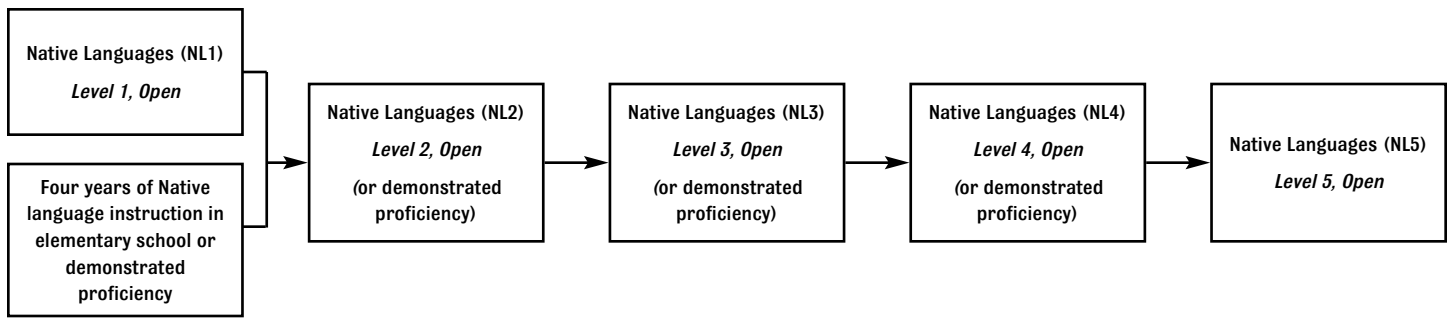 Native Languages (NL1)
Level 1, Open
Four years of Native
language instruction in
elementary school or
demonstrated
proficiency
Native Languages (NL2)
Level 2, Open
(or demonstrated
proficiency)
Native Languages (NL3)
Level 3, Open
(or demonstrated
proficiency)
Native Languages (NL4)
Level 4, Open
(or demonstrated
proficiency)
Native Languages (NL5)
Level 5, Open